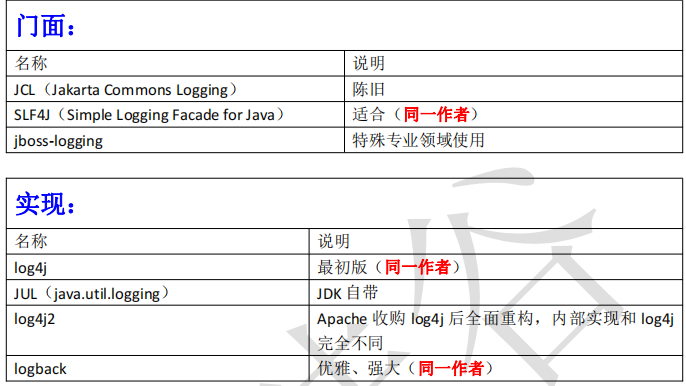 门面：
名称 说明
JCL（Jakarta Commons Logging） 陈旧
SLF4J（Simple Logging Facade for Java） 适合（同一作者）
jboss-logging 特殊专业领域使用
实现：
名称 说明
log4j 最初版（同一作者）
JUL（java.util.logging） JDK 自带
log4j2 Apache 收购 log4j 后全面重构，内部实现和 log4j
完全不同
logback 优雅、强大（同一作者）